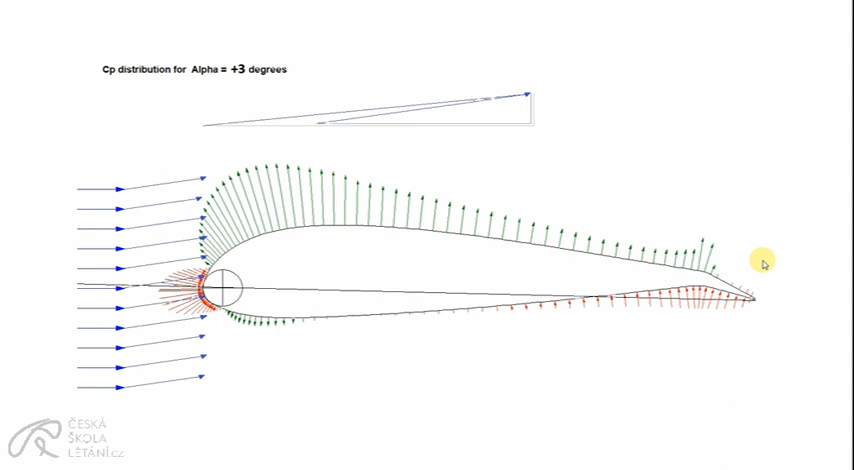 Cp distribution for Alpha = +3 degrees
ČESKÁ
ŠKOLA
LÉTÁNÍ.CZ